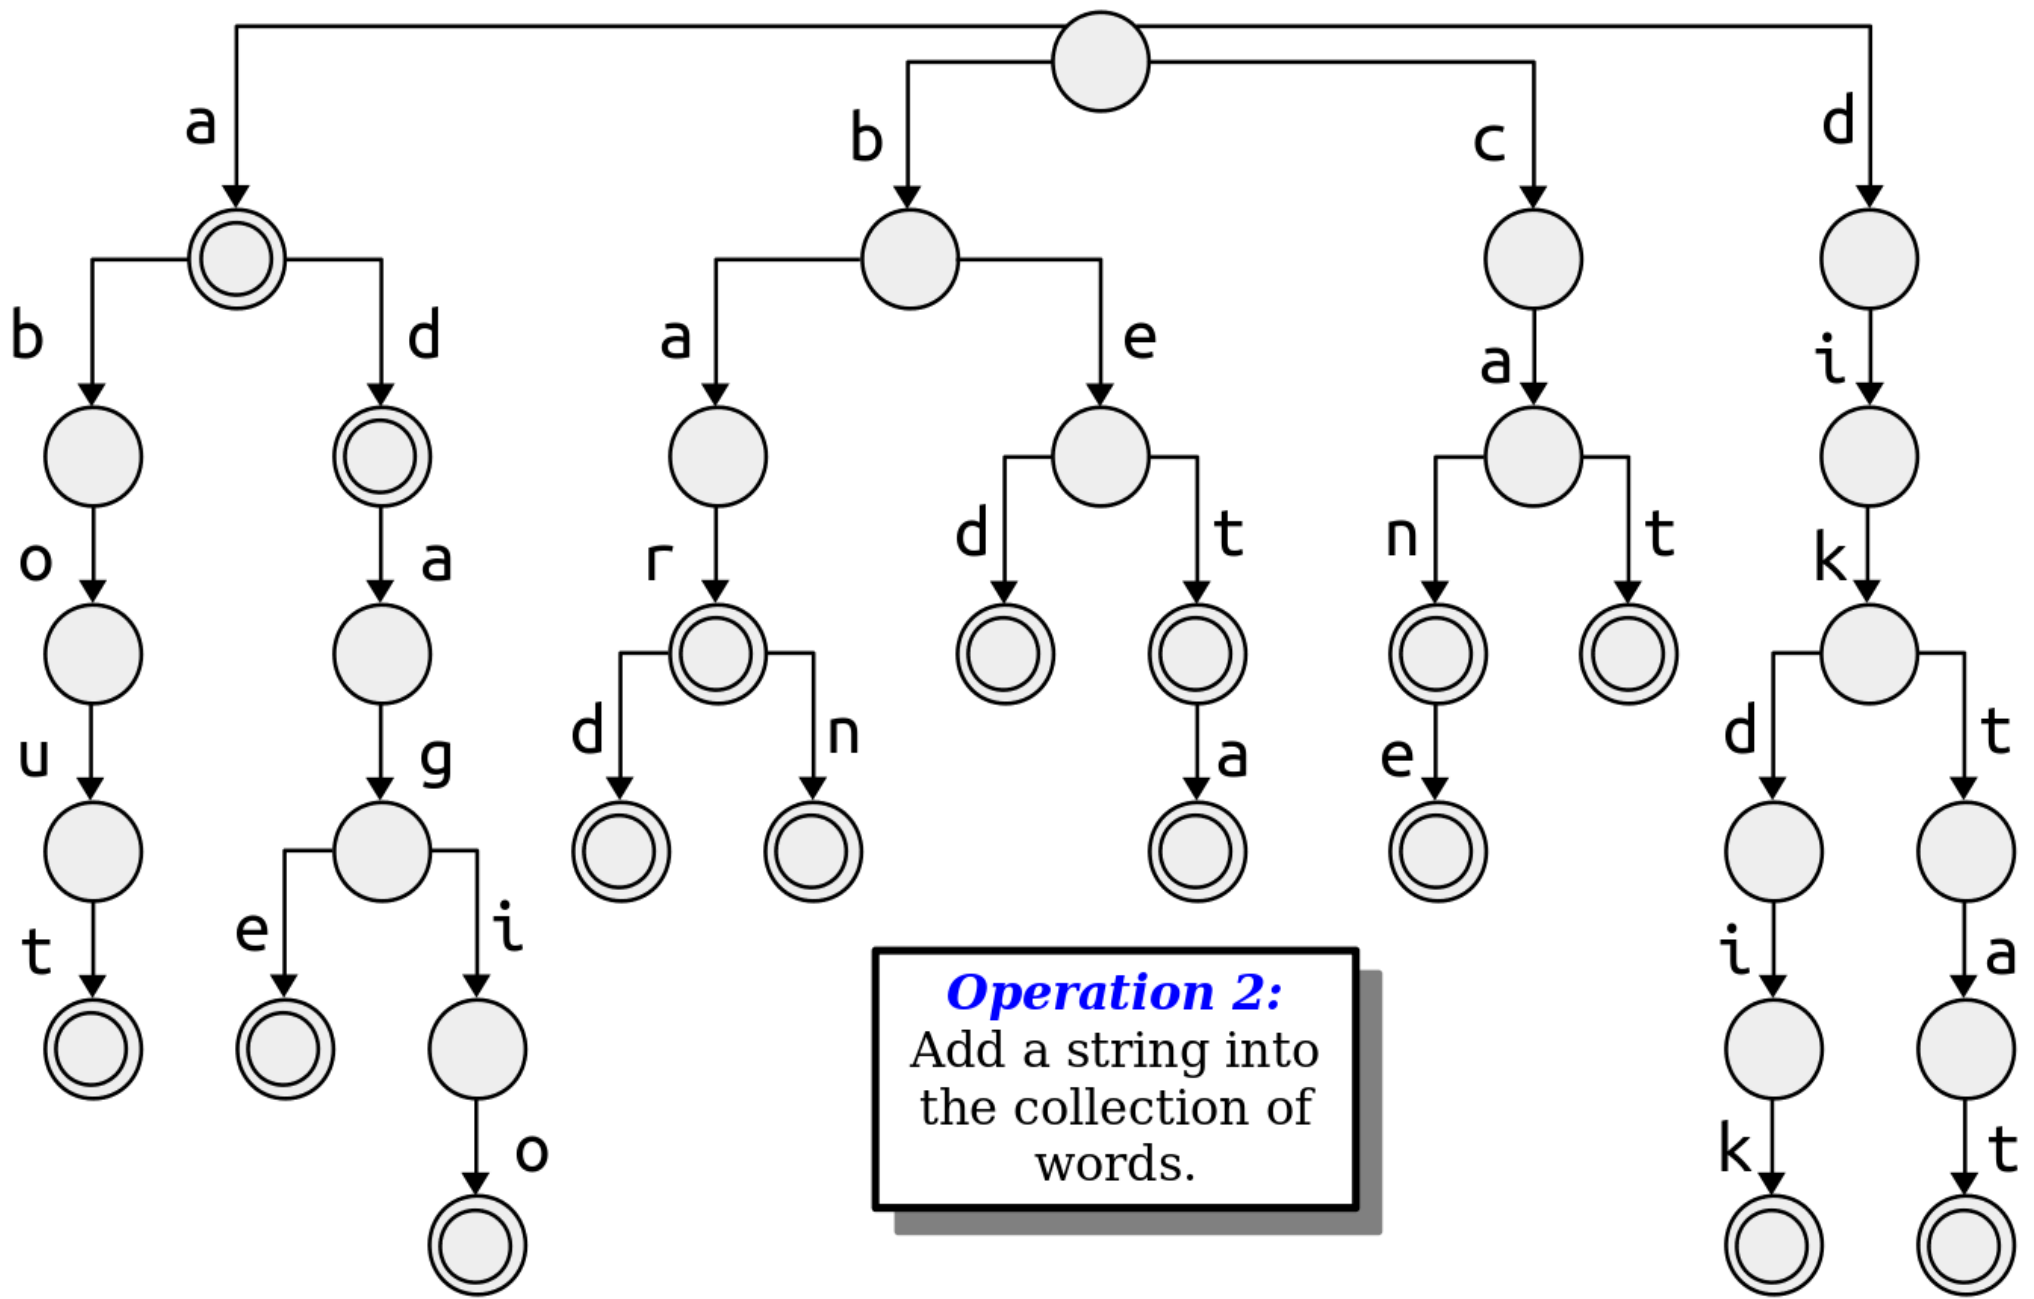 a
b
c
d
b
d
a
e
a
i
o
a
r
d
t
n
t
k
u
g
d
n
a
e
d
t
t
e
i
i
a
o
k
t
Operation 2:
Add a string into
the collection of
words.